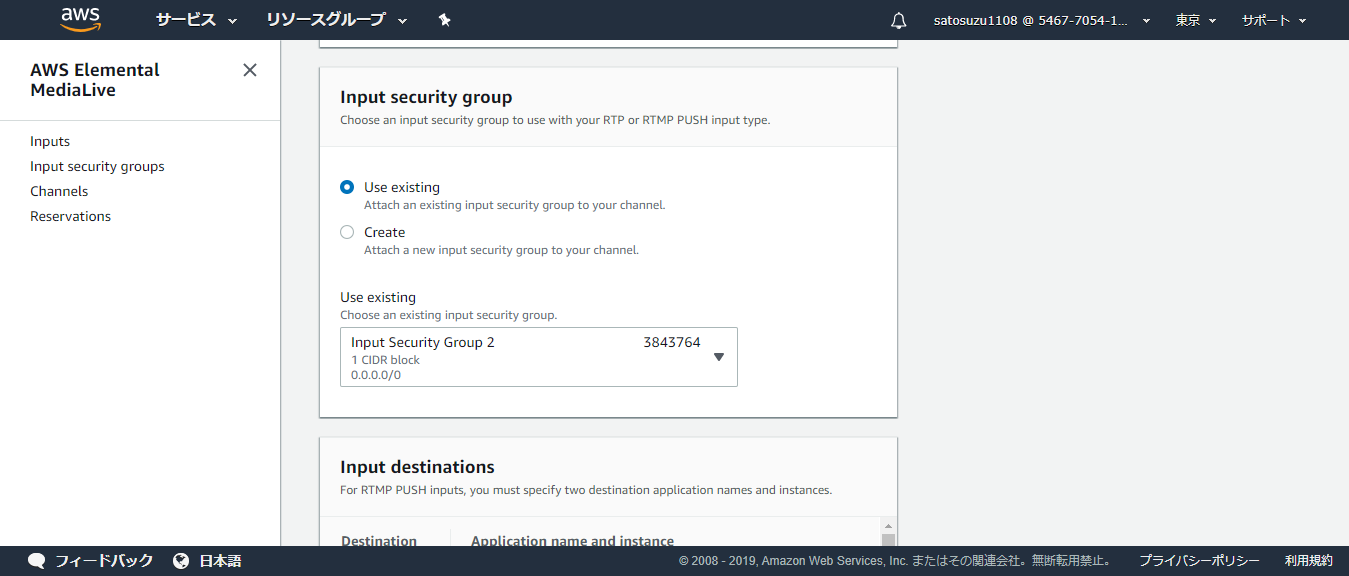 aws サービス リソースグループ satosuzu1108 @ 5467-7054-1... 東京 サポート
AWS Elemental
MediaLive
Inputs
Input security groups
Channels
Reservations
Input security group
Choose an input security group to use with your RTP or RTMP PUSH input type.
Use existing
Attach an existing input security group to your channel.
Create
Attach a new input security group to your channel.
Use existing
Choose an existing input security group.
Input Security Group 2 3843764
1 CIDR block
0.0.0.0/0
Input destinations
For RTMP PUSH inputs, you must specify two destination application names and instances.
Destination Application name and instance
フィードバック 日本語 © 2008 - 2019, Amazon Web Services, Inc. またはその関連会社。無断転用禁止。 プライバシーポリシー 利用規約